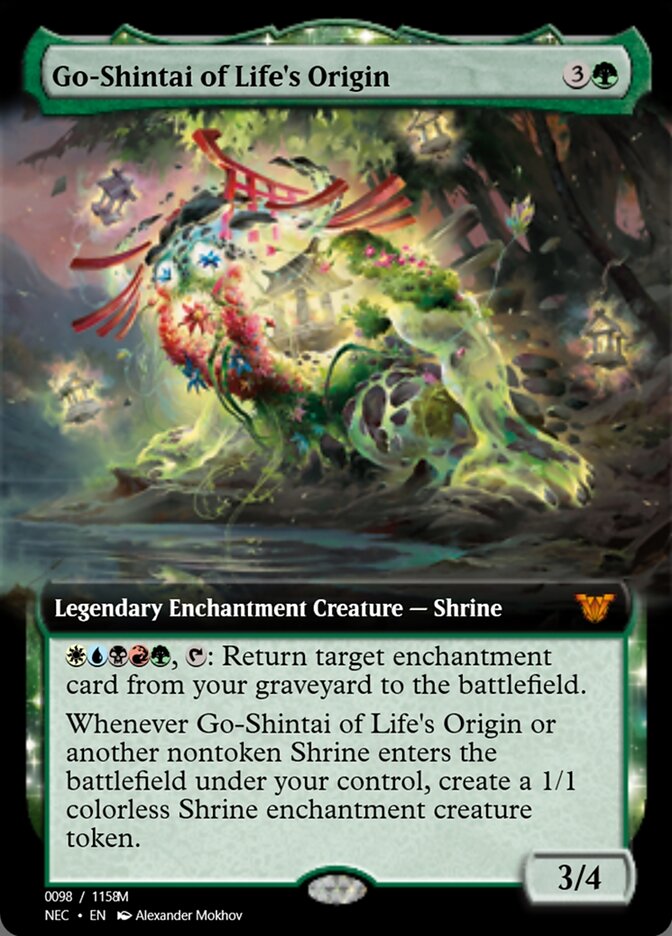 Go-Shintai of Life's Origin 3
Legendary Enchantment Creature — Shrine
, : Return target enchantment
card from your graveyard to the battlefield.
Whenever Go-Shintai of Life's Origin or
another nontoken Shrine enters the
battlefield under your control, create a 1/1
colorless Shrine enchantment creature
token.
3/4
0098 / 1158M
NEC • EN Alexander Mokhov